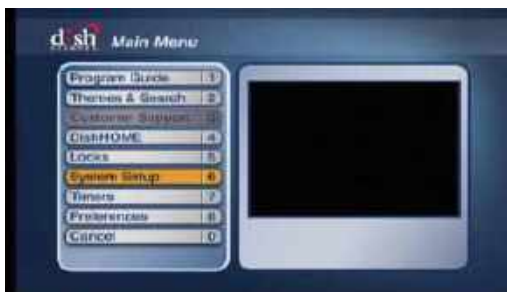 dish Main Menu
NETWORK
Program Guide 1
Themes & Search 2
Customer Support 3
DishHOME 4
Locks 5
System Setup 6
Timers 7
Preferences 8
Cancel 0